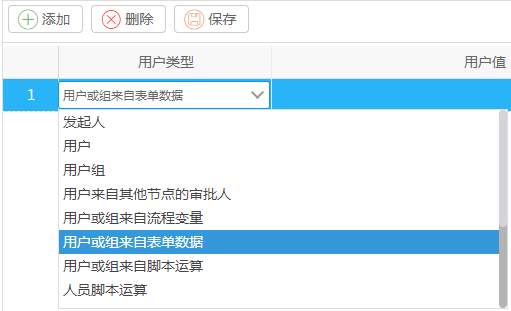 添加 删除 保存
用户类型 用户值
1 用户或组来自表单数据
发起人
用户
用户组
用户来自其他节点的审批人
用户或组来自流程变量
用户或组来自表单数据
用户或组来自脚本运算
人员脚本运算